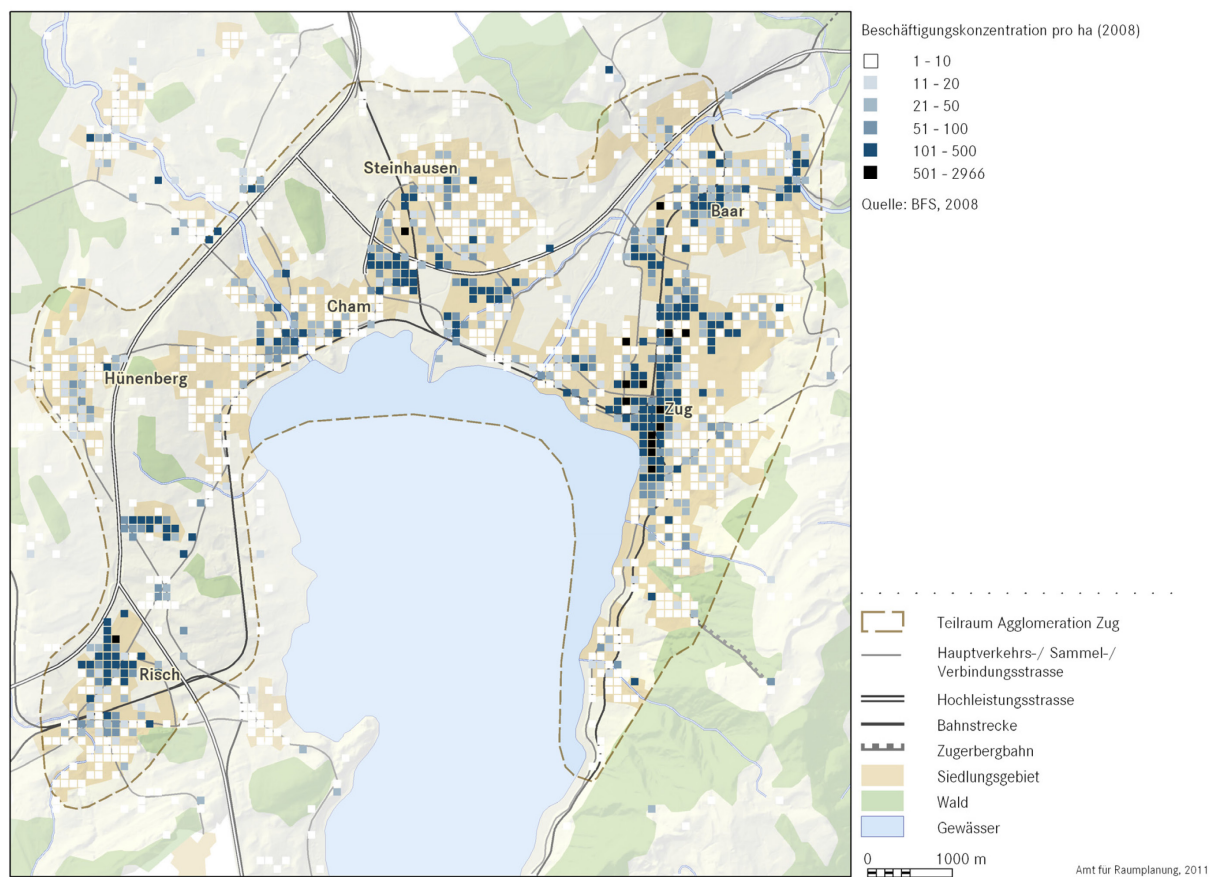 Steinhausen
Baar
Cham
Hünenberg
Zug
Risch
Beschäftigungskonzentration pro ha (2008)
1 - 10
11 - 20
21 - 50
51 - 100
101 - 500
501 - 2966
Quelle: BFS, 2008
Teilraum Agglomeration Zug
Hauptverkehrs-/ Sammel-/
Verbindungsstrasse
Hochleistungsstrasse
Bahnstrecke
Zugerbergbahn
Siedlungsgebiet
Wald
Gewässer
0 1000 m
Amt für Raumplanung, 2011